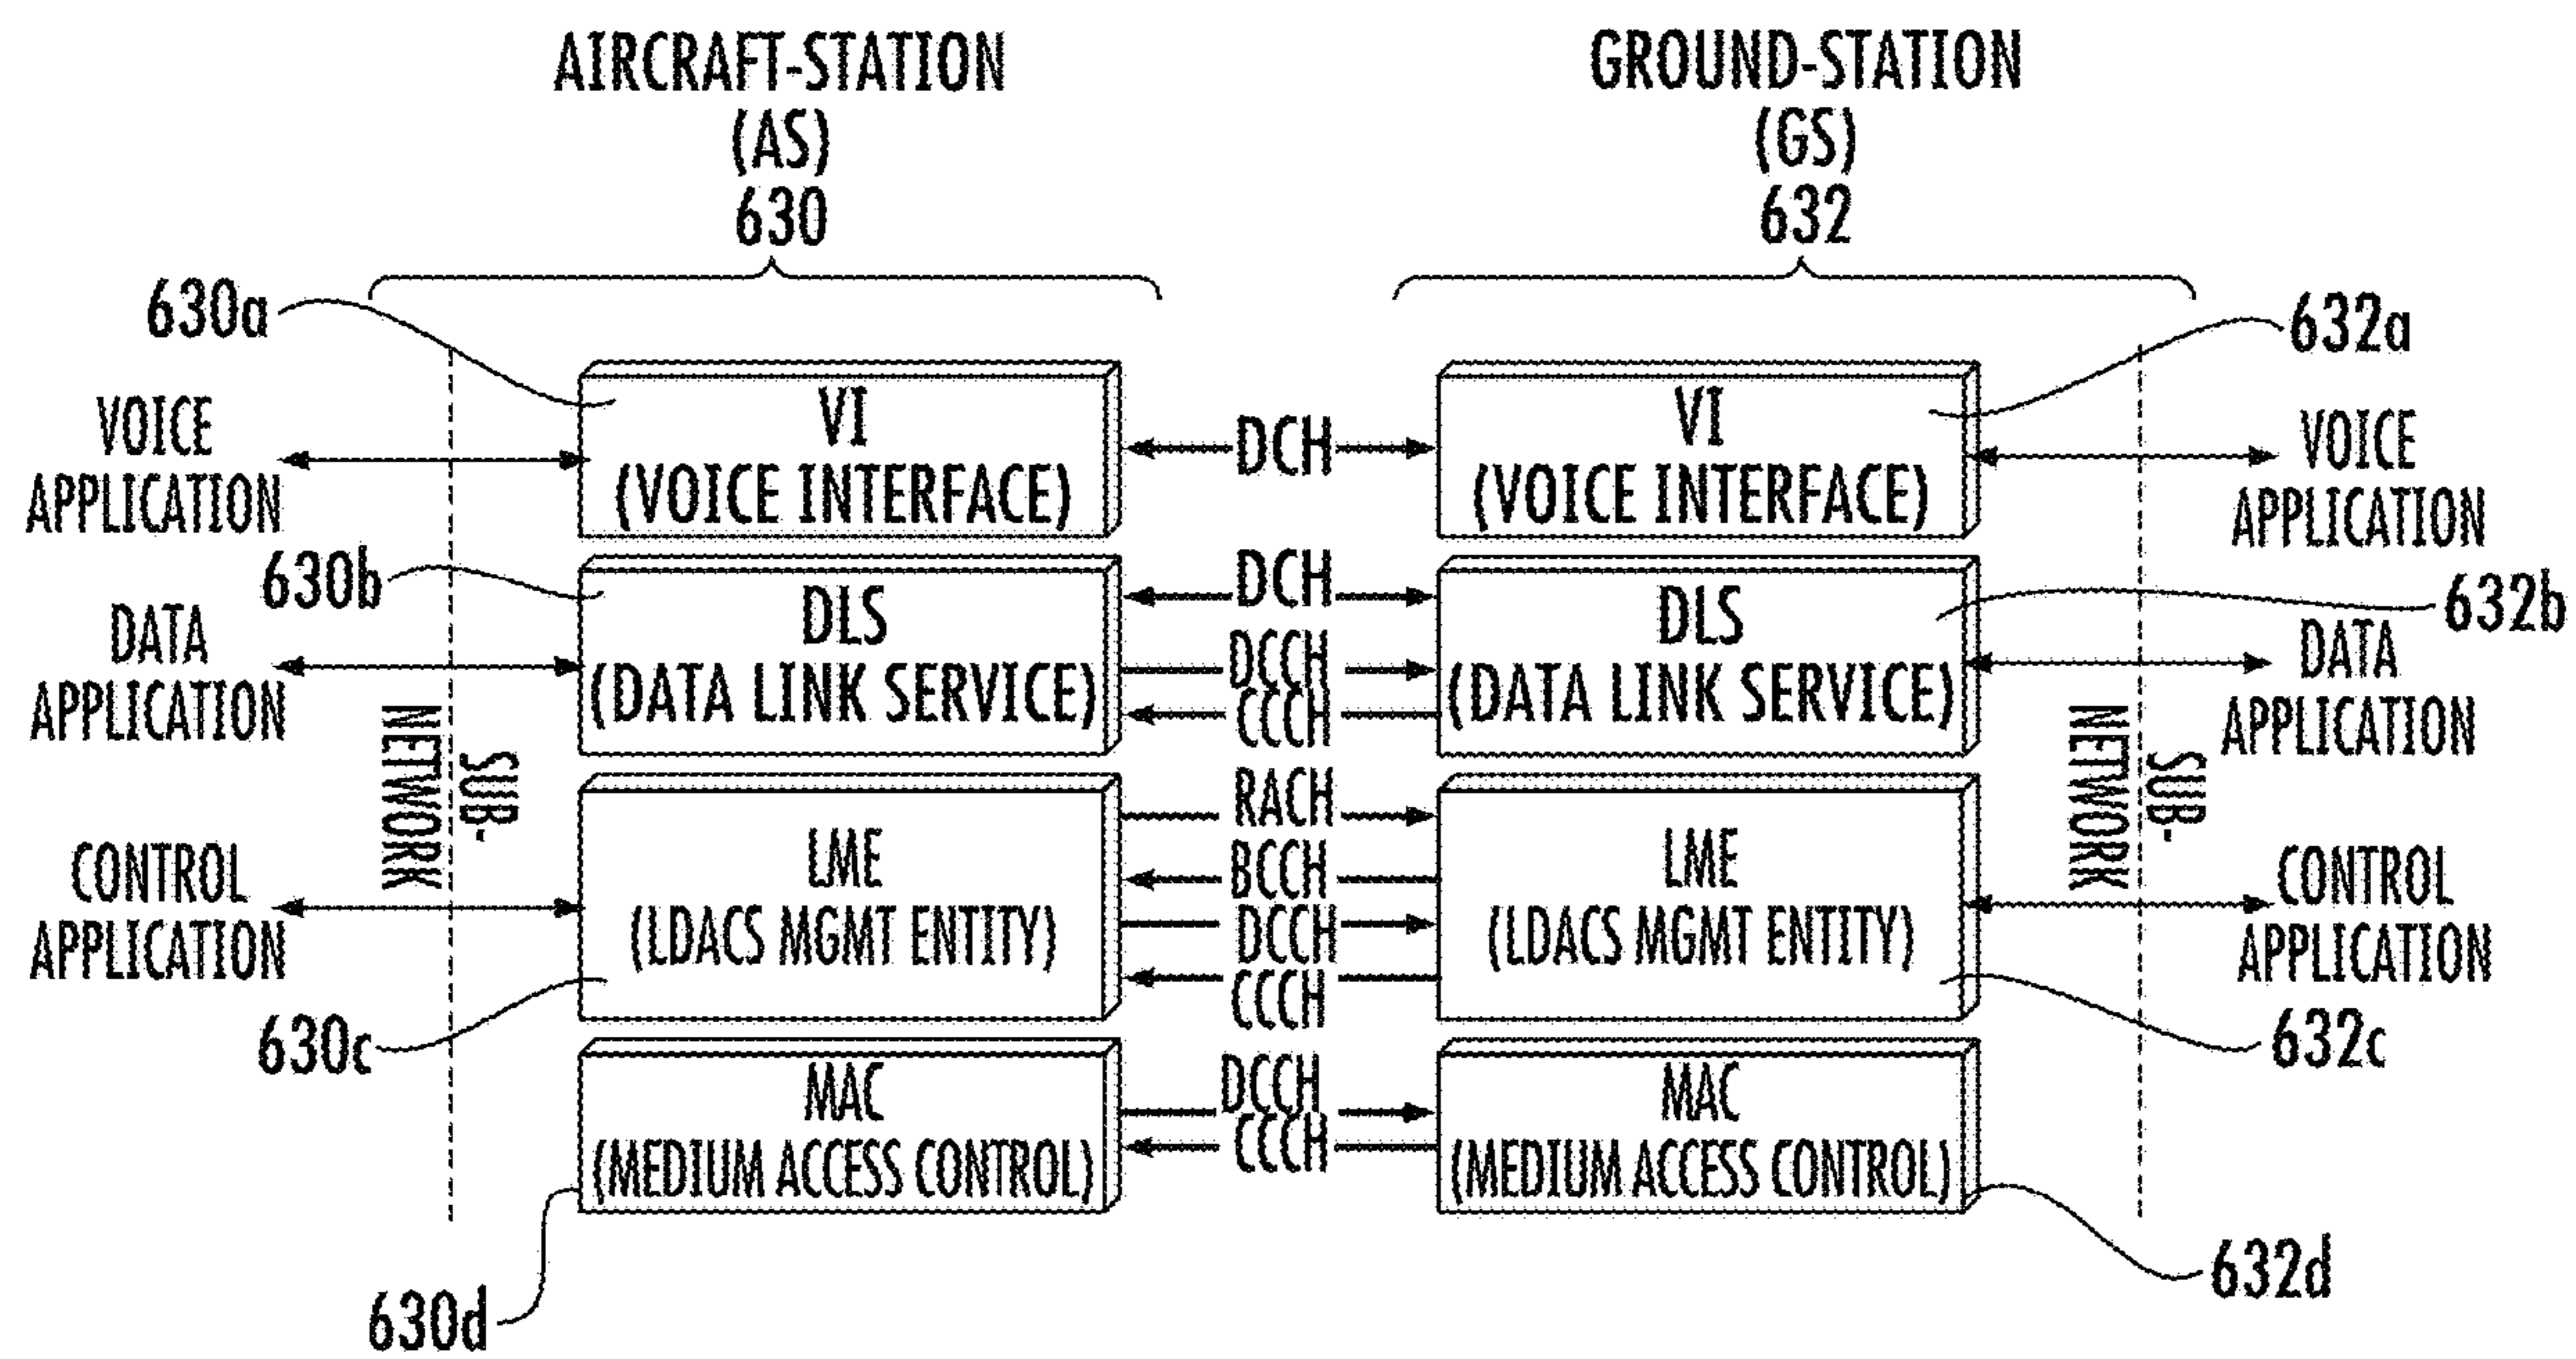 AIRCRAFT-STATION
(AS)
630
GROUND-STATION
(GS)
632
630a
632a
VOICE
APPLICATION
VI
(VOICE INTERFACE)
DCH
VI
(VOICE INTERFACE)
VOICE
APPLICATION
630b
632b
DATA
APPLICATION
DLS
(DATA LINK SERVICE)
DCH
DCCH
CCCH
DLS
(DATA LINK SERVICE)
DATA
APPLICATION
SUB-
NETWORK
SUB-
NETWORK
CONTROL
APPLICATION
LME
(LDACS MGMT ENTITY)
RACH
BCCH
DCCH
CCCH
LME
(LDACS MGMT ENTITY)
CONTROL
APPLICATION
630c
632c
MAC
(MEDIUM ACCESS CONTROL)
DCCH
CCCH
MAC
(MEDIUM ACCESS CONTROL)
630d
632d